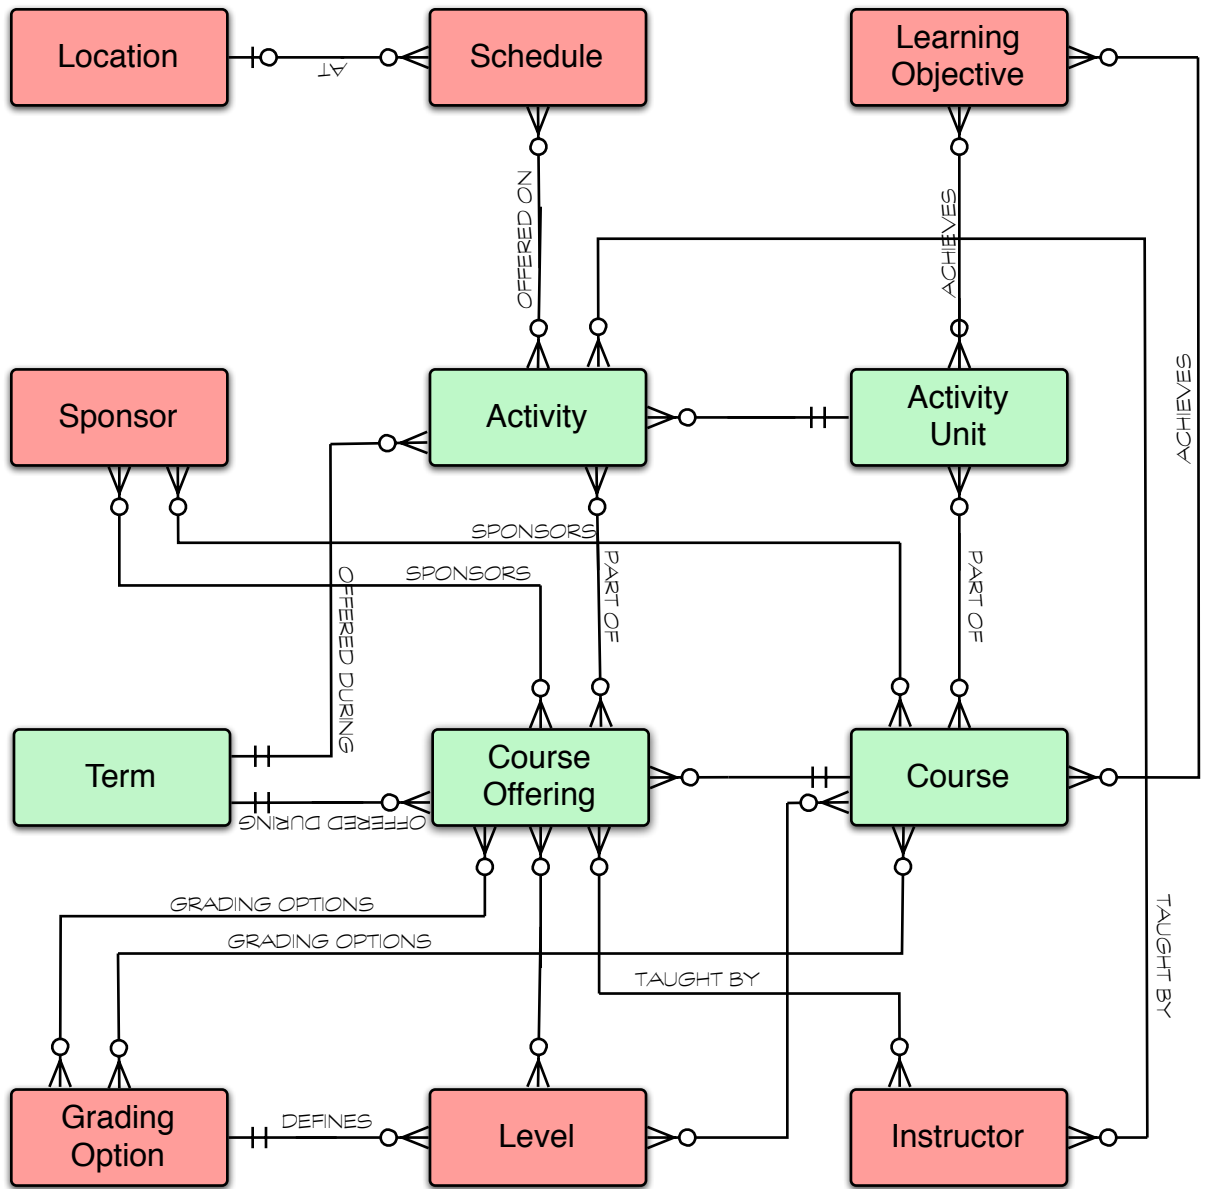 Location
AT
Schedule
Learning
Objective
OFFERED ON
ACHIEVES
Sponsor
Activity
Activity
Unit
ACHIEVES
SPONSORS
SPONSORS
OFFERED DURING
PART OF
PART OF
Term
Course
Offering
Course
OFFERED DURING
GRADING OPTIONS
GRADING OPTIONS
TAUGHT BY
TAUGHT BY
Grading
Option
DEFINES
Level
Instructor